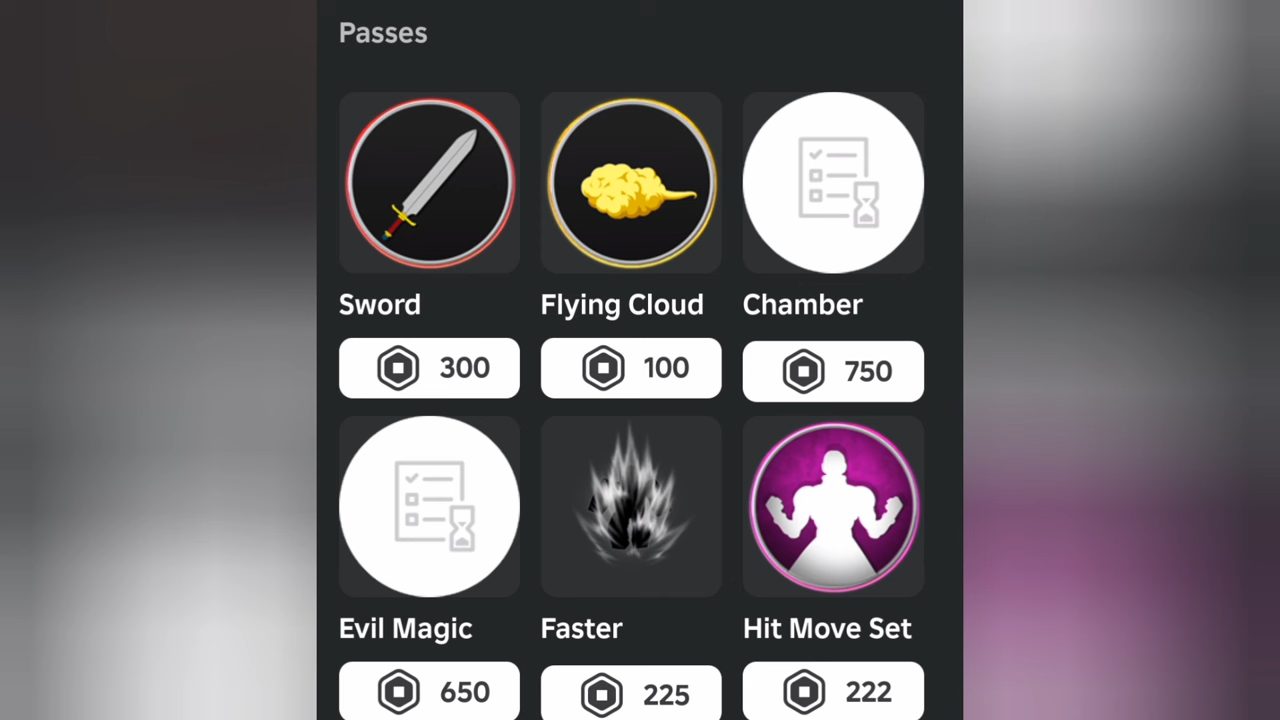 Passes
Sword
Flying Cloud
Chamber
300
100
750
Evil Magic
Faster
Hit Move Set
650
225
222